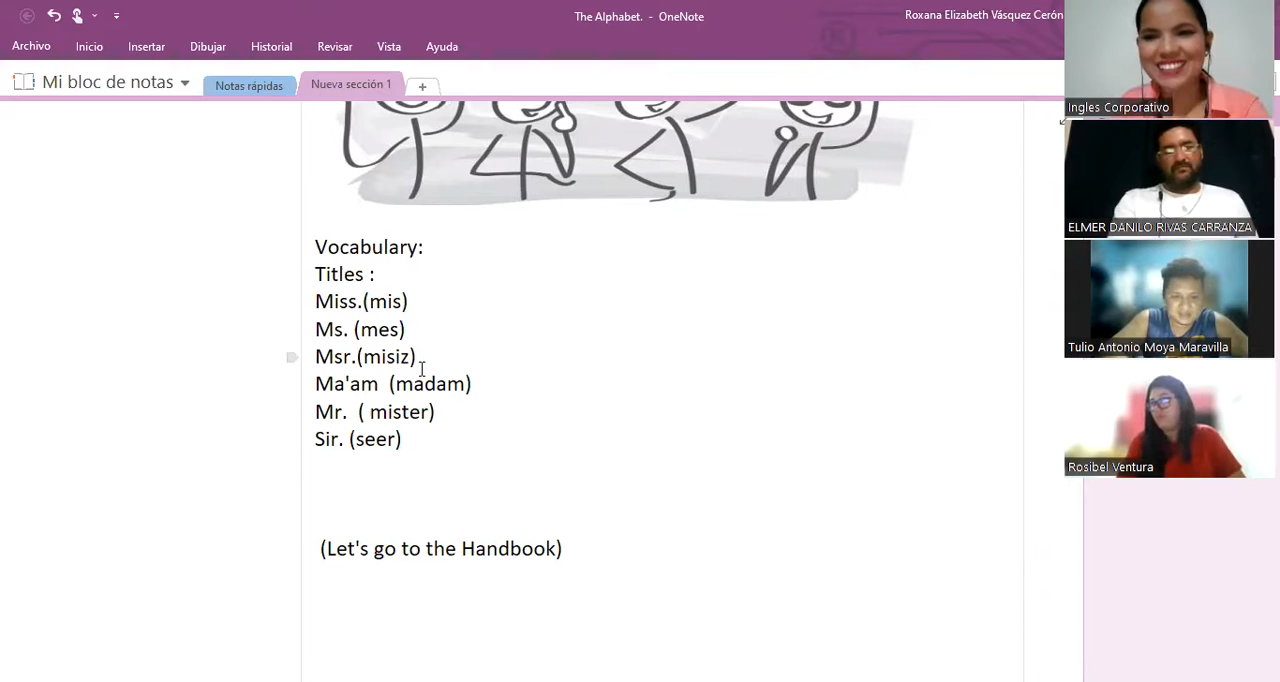 The Alphabet. - OneNote
Roxana Elizabeth Vásquez Cerón
Archivo Inicio Insertar Dibujar Historial Revisar Vista Ayuda
Mi bloc de notas Notas rápidas Nueva sección 1 +
Vocabulary:
Titles :
Miss.(mis)
Ms. (mes)
Msr.(misiz)
Ma'am (madam)
Mr. ( mister)
Sir. (seer)
(Let's go to the Handbook)
Ingles Corporativo
ELMER DANILO RIVAS CARRANZA
Tulio Antonio Moya Maravilla
Rosibel Ventura